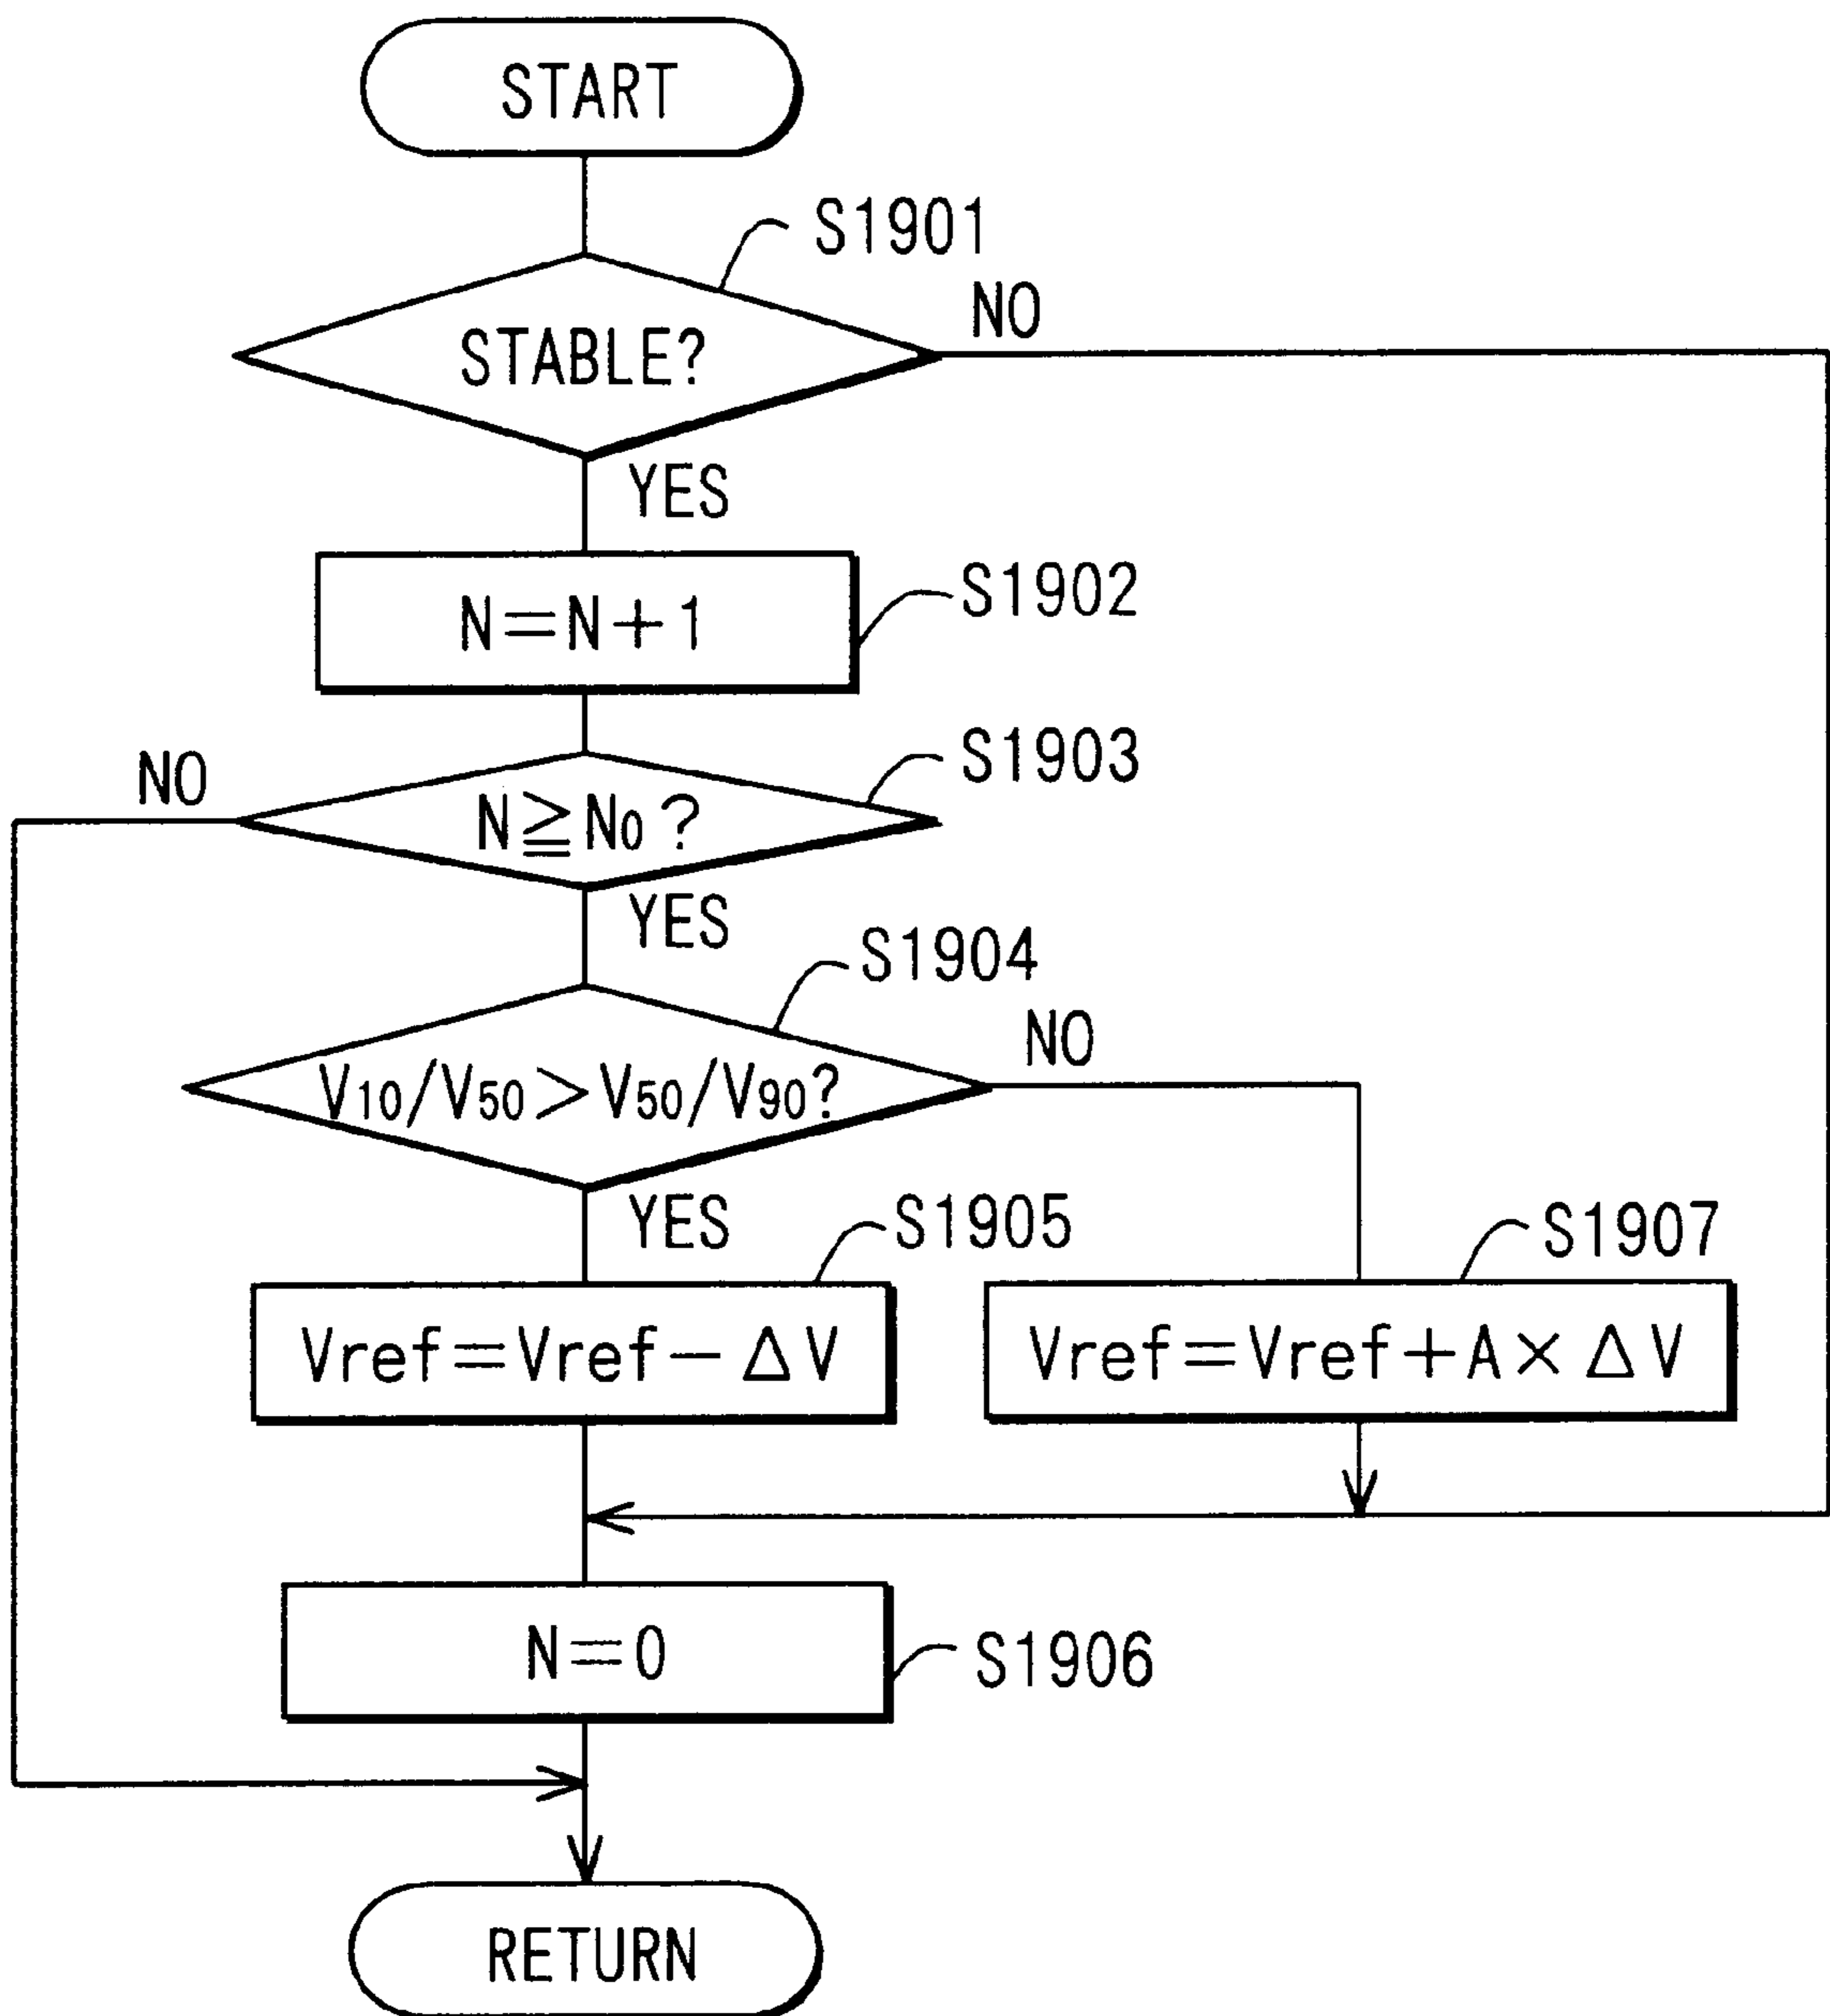 START
S1901
NO
STABLE?
YES
S1902
N=N+1
S1903
NO
N≧N0?
YES
S1904
NO
V10/V50>V50/V90?
YES
S1905
S1907
Vref=Vref-ΔV
Vref=Vref+A×ΔV
N=0
S1906
RETURN